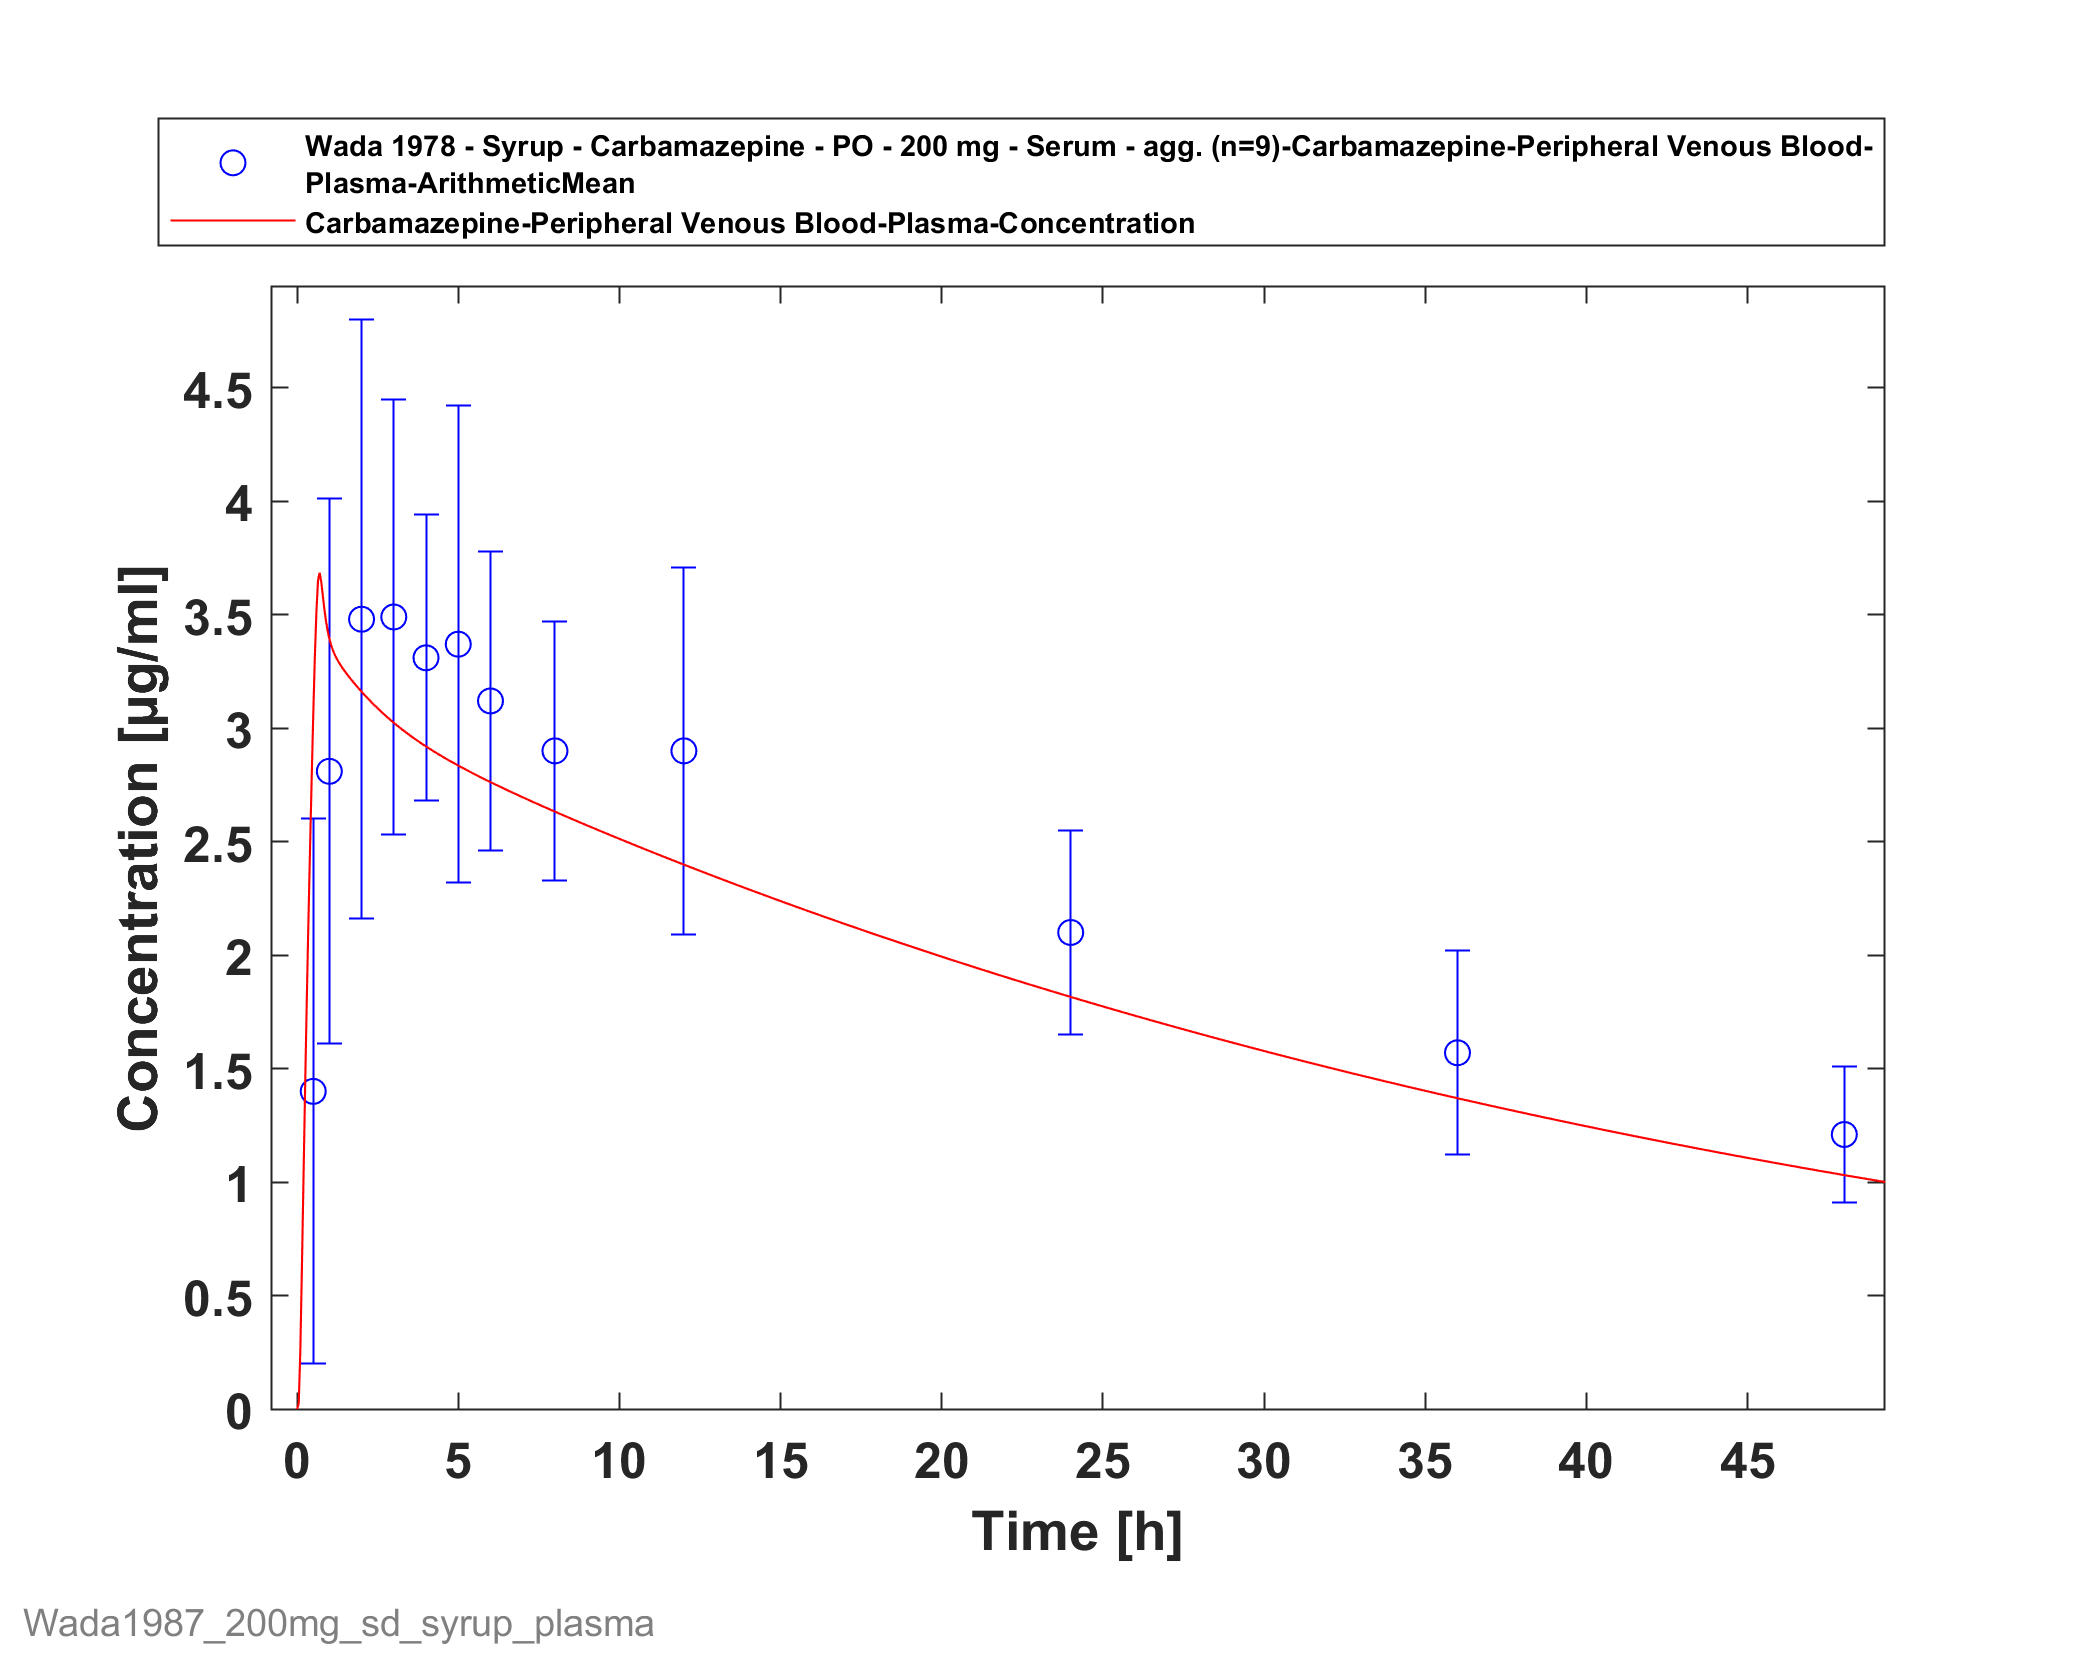 Wada 1978 - Syrup - Carbamazepine - PO - 200 mg - Serum - agg. (n=9)-Carbamazepine-Peripheral Venous Blood-
Plasma-ArithmeticMean
Carbamazepine-Peripheral Venous Blood-Plasma-Concentration
4.5
4
3.5
3
2.5
2
1.5
1
0.5
0
Concentration [µg/ml]
0 5 10 15 20 25 30 35 40 45
Time [h]
Wada1987_200mg_sd_syrup_plasma